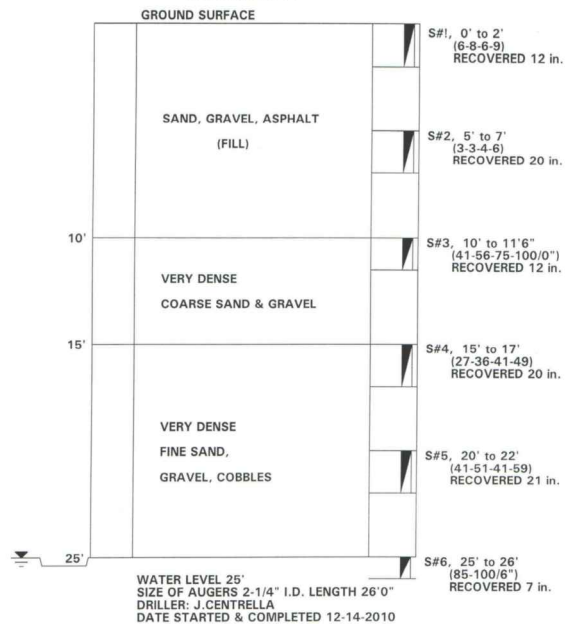 GROUND SURFACE
S#!, 0' to 2'
(6-8-6-9)
RECOVERED 12 in.
SAND, GRAVEL, ASPHALT
(FILL)
S#2, 5' to 7'
(3-3-4-6)
RECOVERED 20 in.
10'
S#3, 10' to 11'6"
(41-56-75-100/0")
RECOVERED 12 in.
VERY DENSE
COARSE SAND & GRAVEL
15'
S#4, 15' to 17'
(27-36-41-49)
RECOVERED 20 in.
VERY DENSE
FINE SAND,
GRAVEL, COBBLES
S#5, 20' to 22'
(41-51-41-59)
RECOVERED 21 in.
25'
S#6, 25' to 26'
(85-100/6")
RECOVERED 7 in.
WATER LEVEL 25'
SIZE OF AUGERS 2-1/4" I.D. LENGTH 26'0"
DRILLER: J.CENTRELLA
DATE STARTED & COMPLETED 12-14-2010